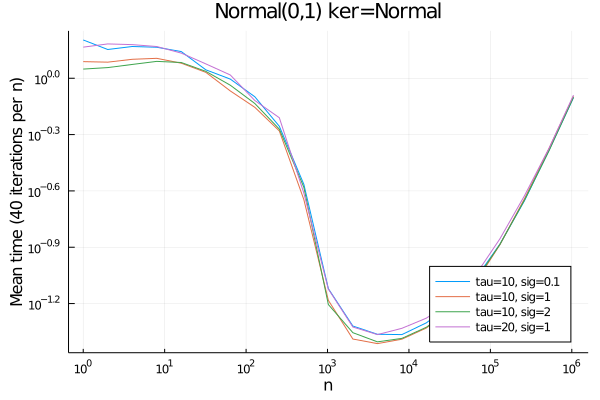 Normal(0,1) ker=Normal
Mean time (40 iterations per n)
10^0.0
10^-0.3
10^-0.6
10^-0.9
10^-1.2
tau=10, sig=0.1
tau=10, sig=1
tau=10, sig=2
tau=20, sig=1
10^0 10^1 10^2 10^3 10^4 10^5 10^6
n